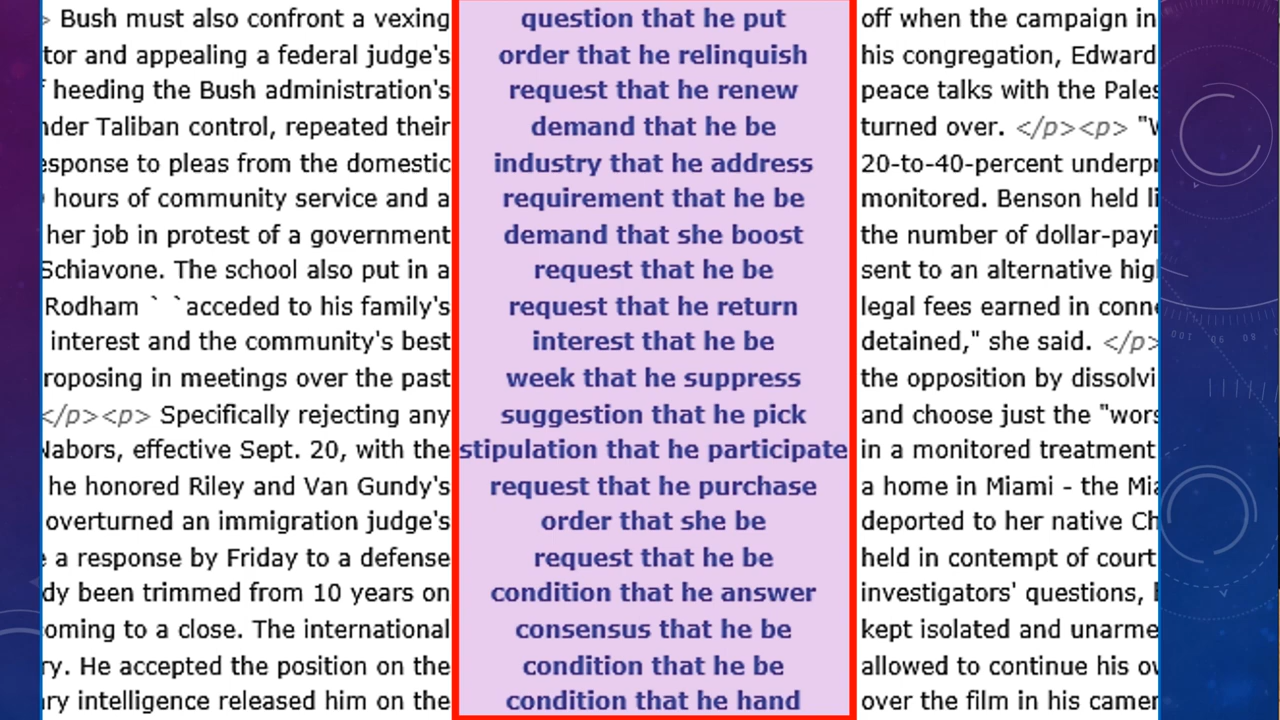 > Bush must also confront a vexing question that he put off when the campaign in
tor and appealing a federal judge's order that he relinquish his congregation, Edward
heeding the Bush administration's request that he renew peace talks with the Pales
nder Taliban control, repeated their demand that he be turned over. </p><p> "W
esponse to pleas from the domestic industry that he address 20-to-40-percent underpr
hours of community service and a requirement that he be monitored. Benson held li
her job in protest of a government demand that she boost the number of dollar-payi
Schiavone. The school also put in a request that he be sent to an alternative hig
Rodham ` `acceded to his family's request that he return legal fees earned in conne
interest and the community's best interest that he be detained," she said. </p>
roposing in meetings over the past week that he suppress the opposition by dissolvi
</p><p> Specifically rejecting any suggestion that he pick and choose just the "wors
Nabors, effective Sept. 20, with the stipulation that he participate in a monitored treatment
he honored Riley and Van Gundy's request that he purchase a home in Miami - the Mia
overturned an immigration judge's order that she be deported to her native Ch
a response by Friday to a defense request that he be held in contempt of court
dy been trimmed from 10 years on condition that he answer investigators' questions,
oming to a close. The international consensus that he be kept isolated and unarme
ry. He accepted the position on the condition that he be allowed to continue his ow
ry intelligence released him on the condition that he hand over the film in his camer